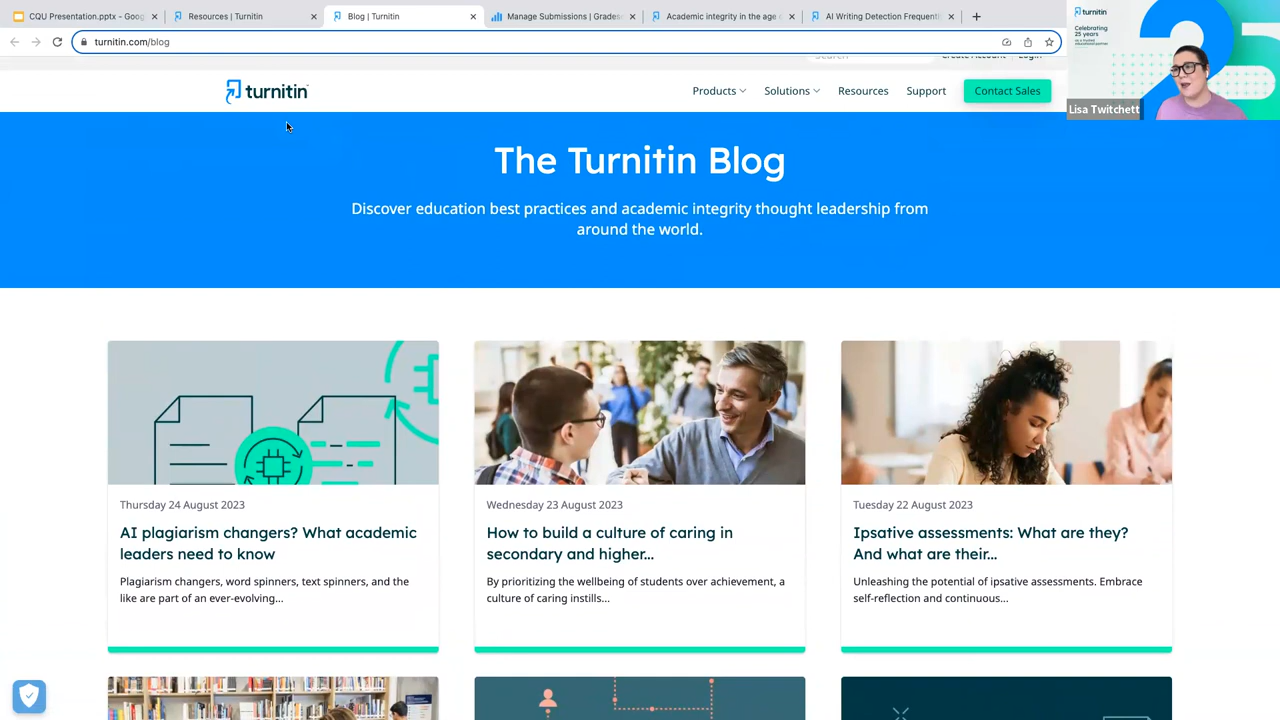 CQU Presentation.pptx - Goog
Resources | Turnitin
Blog | Turnitin
Manage Submissions | Grades
Academic integrity in the age
AI Writing Detection Frequenti
turnitin.com/blog
turnitin
Celebrating
25 years
Search
Create Account
Login
turnitin
Products
Solutions
Resources
Support
Contact Sales
Lisa Twitchett
The Turnitin Blog
Discover education best practices and academic integrity thought leadership from
around the world.
Thursday 24 August 2023
AI plagiarism changers? What academic
leaders need to know
Plagiarism changers, word spinners, text spinners, and the
like are part of an ever-evolving...
Wednesday 23 August 2023
How to build a culture of caring in
secondary and higher...
By prioritizing the wellbeing of students over achievement, a
culture of caring instills...
Tuesday 22 August 2023
Ipsative assessments: What are they?
And what are their...
Unleashing the potential of ipsative assessments. Embrace
self-reflection and continuous...